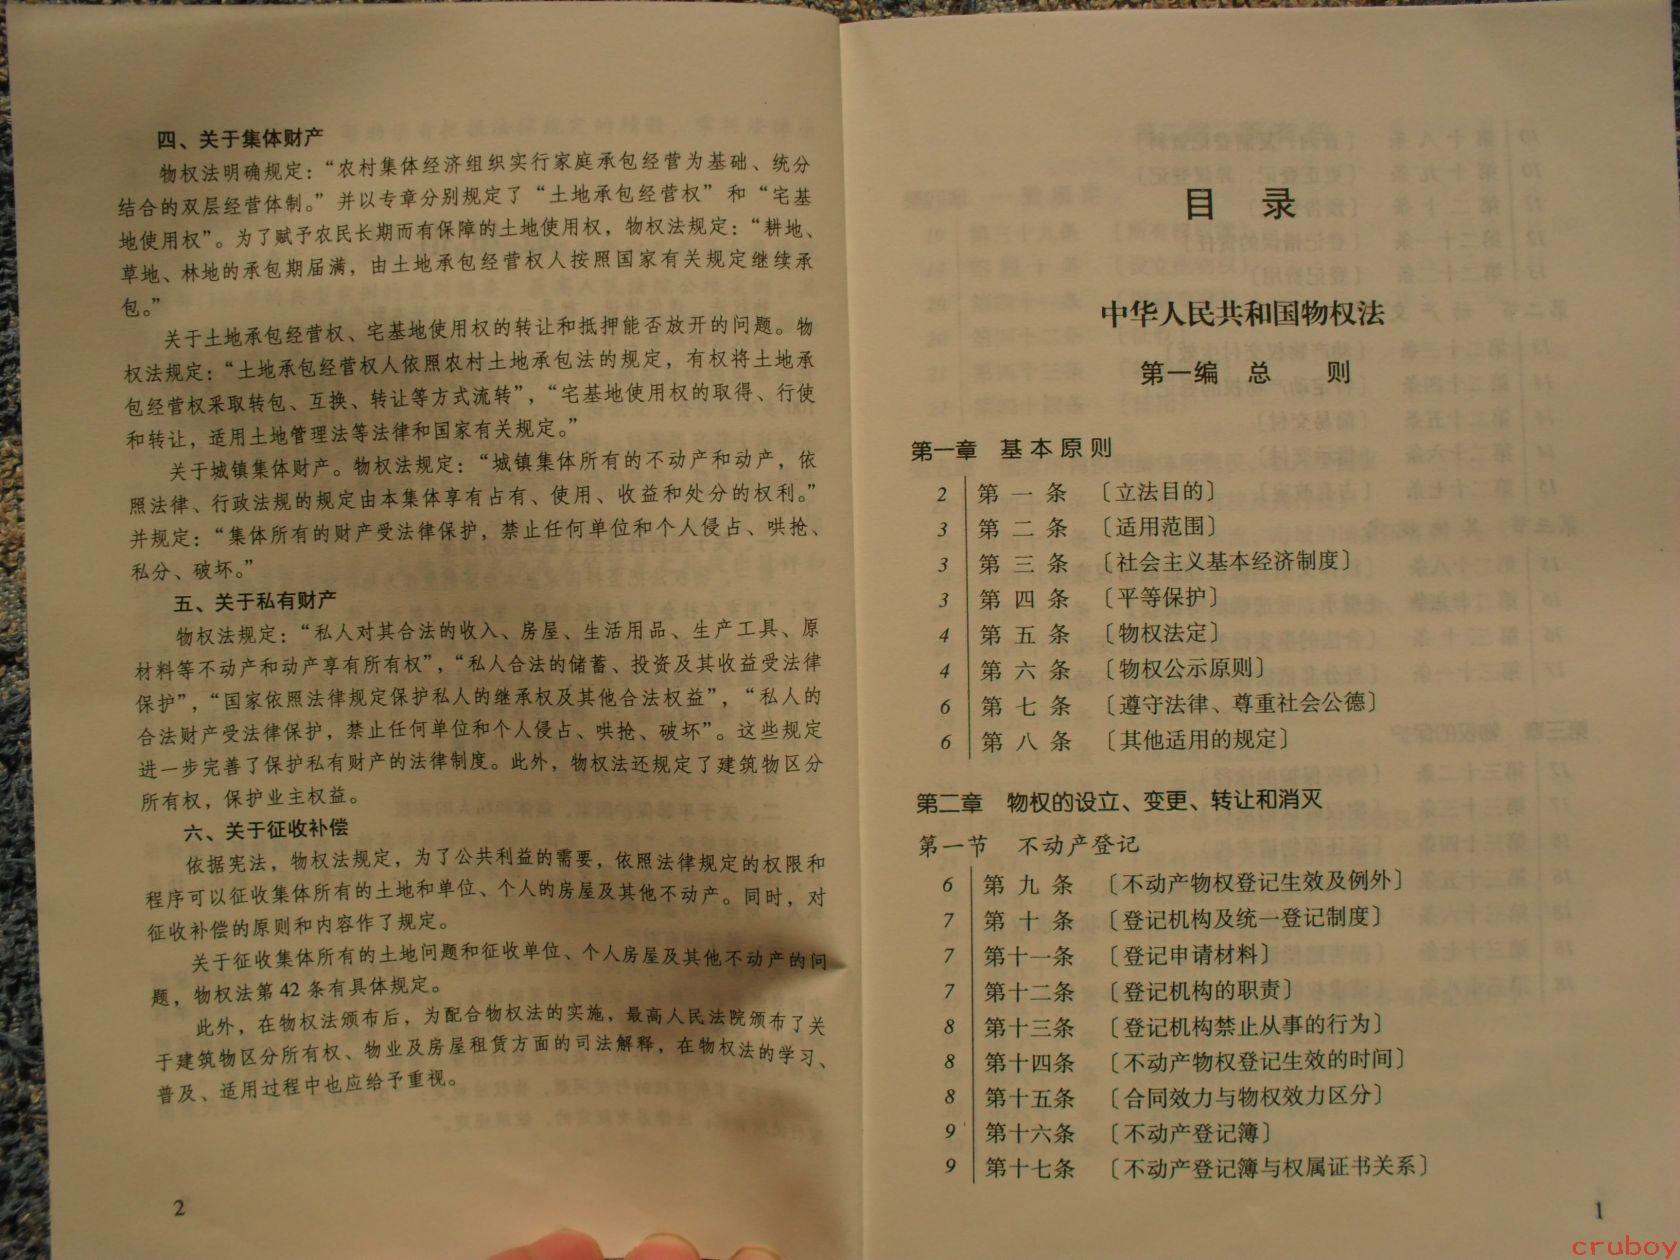 四、关于集体财产
物权法明确规定：“农村集体经济组织实行家庭承包经营为基础、统分
结合的双层经营体制。”并以专章分别规定了“土地承包经营权”和“宅基
地使用权”。为了赋予农民长期而有保障的土地使用权，物权法规定：“耕地、
草地、林地的承包期届满，由土地承包经营权人按照国家有关规定继续承
包。”
关于土地承包经营权、宅基地使用权的转让和抵押能否放开的问题。物
权法规定：“土地承包经营权人依照农村土地承包法的规定，有权将土地承
包经营权采取转包、互换、转让等方式流转”，“宅基地使用权的取得、行使
和转让，适用土地管理法等法律和国家有关规定。”
关于城镇集体财产。物权法规定：“城镇集体所有的不动产和动产，依
照法律、行政法规的规定由本集体享有占有、使用、收益和处分的权利。”
并规定：“集体所有的财产受法律保护，禁止任何单位和个人侵占、哄抢、
私分、破坏。”
五、关于私有财产
物权法规定：“私人对其合法的收入、房屋、生活用品、生产工具、原
材料等不动产和动产享有所有权”，“私人合法的储蓄、投资及其收益受法律
保护”，“国家依照法律规定保护私人的继承权及其他合法权益”，“私人的
合法财产受法律保护，禁止任何单位和个人侵占、哄抢、破坏”。这些规定
进一步完善了保护私有财产的法律制度。此外，物权法还规定了建筑物区分
所有权，保护业主权益。
六、关于征收补偿
依据宪法，物权法规定，为了公共利益的需要，依照法律规定的权限和
程序可以征收集体所有的土地和单位、个人的房屋及其他不动产。同时，对
征收补偿的原则和内容作了规定。
关于征收集体所有的土地问题和征收单位、个人房屋及其他不动产的问
题，物权法第42条有具体规定。
此外，在物权法颁布后，为配合物权法的实施，最高人民法院颁布了关
于建筑物区分所有权、物业及房屋租赁方面的司法解释，在物权法的学习、
普及、适用过程中也应给予重视。
2
目 录
中华人民共和国物权法
第一编 总 则
第一章 基本原则
2 第一条 〔立法目的〕
3 第二条 〔适用范围〕
3 第三条 〔社会主义基本经济制度〕
3 第四条 〔平等保护〕
4 第五条 〔物权法定〕
4 第六条 〔物权公示原则〕
6 第七条 〔遵守法律、尊重社会公德〕
6 第八条 〔其他适用的规定〕
第二章 物权的设立、变更、转让和消灭
第一节 不动产登记
6 第九条 〔不动产物权登记生效及例外〕
7 第十条 〔登记机构及统一登记制度〕
7 第十一条 〔登记申请材料〕
7 第十二条 〔登记机构的职责〕
8 第十三条 〔登记机构禁止从事的行为〕
8 第十四条 〔不动产物权登记生效的时间〕
8 第十五条 〔合同效力与物权效力区分〕
9 第十六条 〔不动产登记簿〕
9 第十七条 〔不动产登记簿与权属证书关系〕
1
cruboy